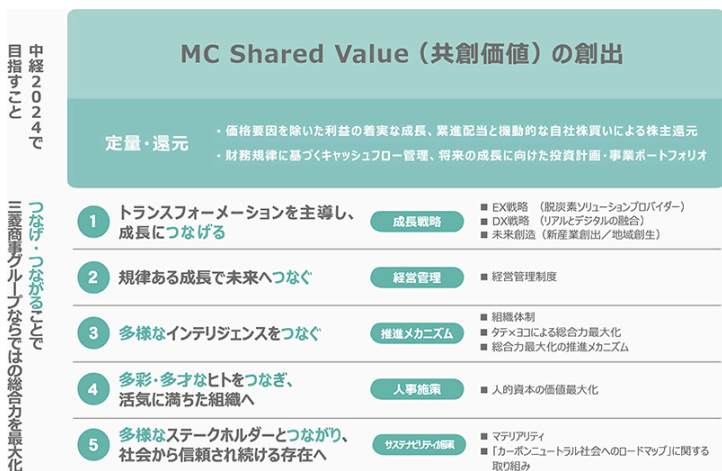 中経2024で
目指すこと
MC Shared Value（共創価値）の創出
定量・還元
・価格要因を除いた利益の着実な成長、累進配当と機動的な自社株買いによる株主還元
・財務規律に基づくキャッシュフロー管理、将来の成長に向けた投資計画・事業ポートフォリオ
つなげ・つながることで
三菱商事グループならではの総合力を最大化
1
トランスフォーメーションを主導し、
成長につなげる
成長戦略
■ EX戦略 （脱炭素ソリューションプロバイダー）
■ DX戦略 （リアルとデジタルの融合）
■ 未来創造 （新産業創出／地域創生）
2
規律ある成長で未来へつなぐ
経営管理
■ 経営管理制度
3
多様なインテリジェンスをつなぐ
推進メカニズム
■ 組織体制
■ タテ×ヨコによる総合力最大化
■ 総合力最大化の推進メカニズム
4
多彩・多才なヒトをつなぎ、
活気に満ちた組織へ
人事施策
■ 人的資本の価値最大化
5
多様なステークホルダーとつながり、
社会から信頼され続ける存在へ
サステナビリティ施策
■ マテリアリティ
■ 「カーボンニュートラル社会へのロードマップ」に関する
取り組み